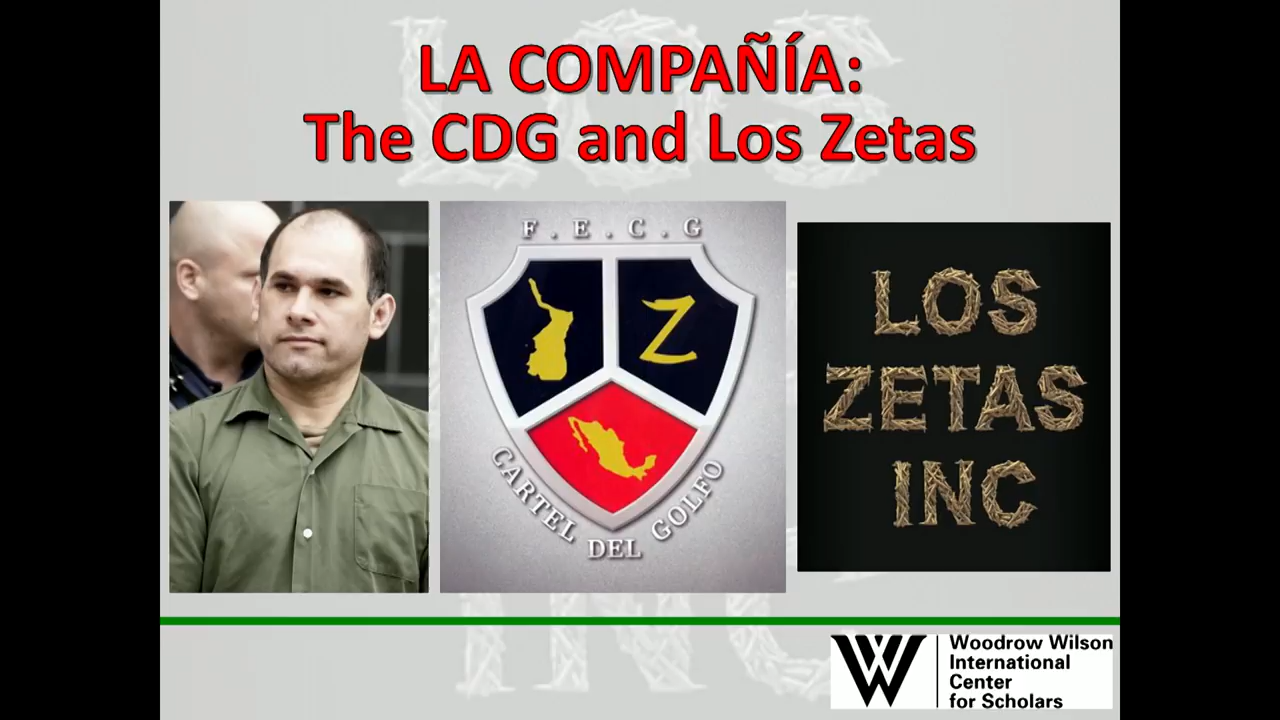 LA COMPAÑÍA:
The CDG and Los Zetas
F.E.C.G
Z
CARTEL DEL GOLFO
LOS
ZETAS
INC
W
Woodrow Wilson
International
Center
for Scholars